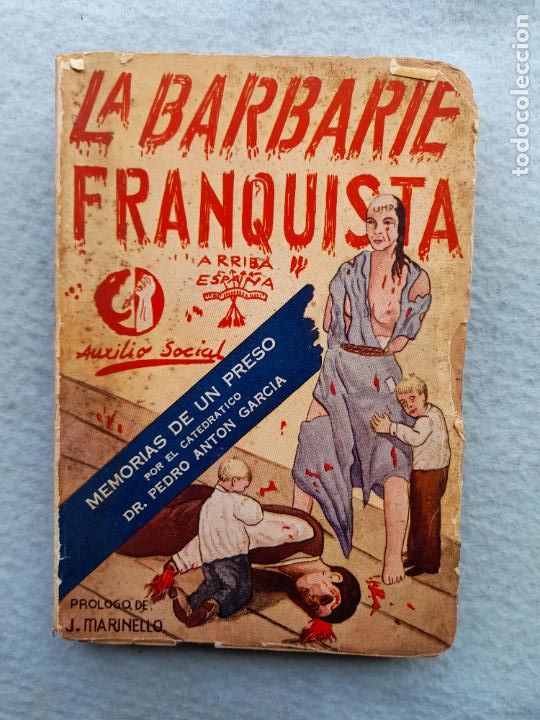 LA BARBARIE
FRANQUISTA
UHP
ARRIBA
ESPAÑA
Auxilio Social
MEMORIAS DE UN PRESO
POR EL CATEDRATICO
DR. PEDRO ANTON GARCIA
PROLOGO, DE:
J. MARINELLO.
todocoleccion